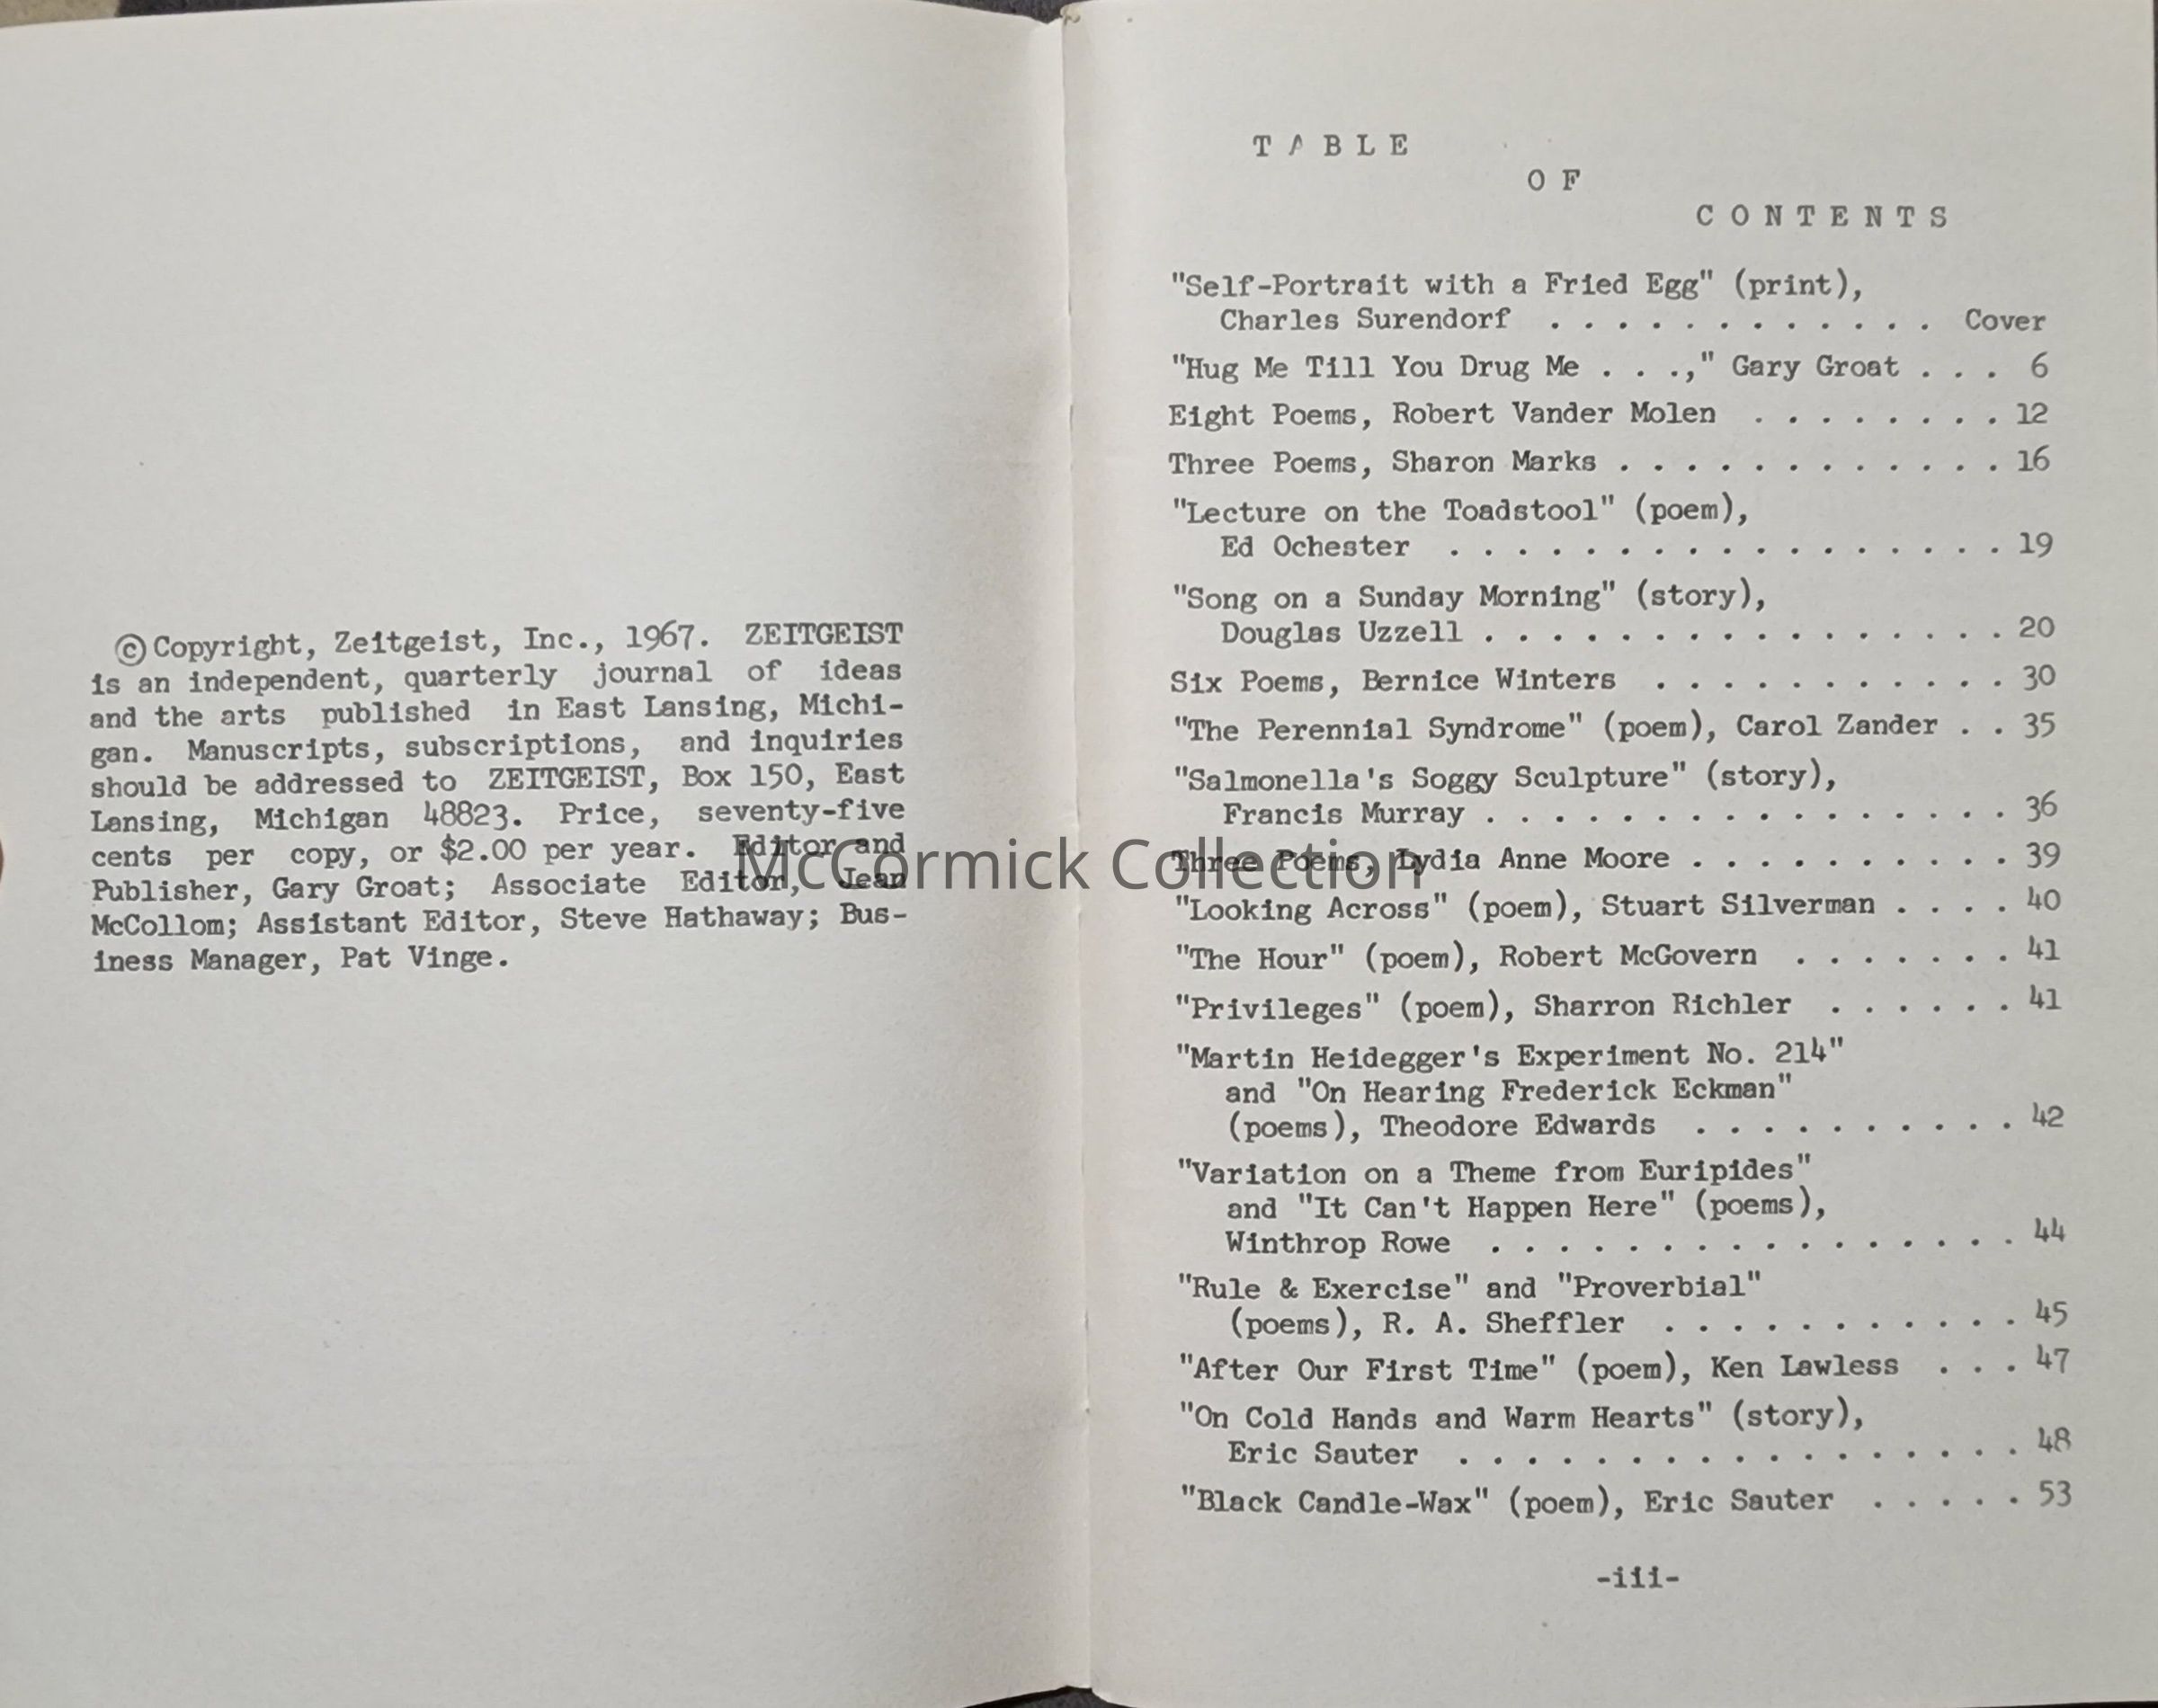 ©Copyright, Zeitgeist, Inc., 1967. ZEITGEIST
is an independent, quarterly journal of ideas
and the arts published in East Lansing, Michi-
gan. Manuscripts, subscriptions, and inquiries
should be addressed to ZEITGEIST, Box 150, East
Lansing, Michigan 48823. Price, seventy-five
cents per copy, or $2.00 per year. Editor and
Publisher, Gary Groat; Associate Editor, Jean
McCollom; Assistant Editor, Steve Hathaway; Bus-
iness Manager, Pat Vinge.
TABLE
OF
CONTENTS
"Self-Portrait with a Fried Egg" (print),
Charles Surendorf . . . . . . . . . . . . Cover
"Hug Me Till You Drug Me . . .," Gary Groat . . . 6
Eight Poems, Robert Vander Molen . . . . . . . . 12
Three Poems, Sharon Marks . . . . . . . . . . . . 16
"Lecture on the Toadstool" (poem),
Ed Ochester . . . . . . . . . . . . . . . . . 19
"Song on a Sunday Morning" (story),
Douglas Uzzell . . . . . . . . . . . . . . . . 20
Six Poems, Bernice Winters . . . . . . . . . . . 30
"The Perennial Syndrome" (poem), Carol Zander . . 35
"Salmonella's Soggy Sculpture" (story),
Francis Murray . . . . . . . . . . . . . . . . 36
Three Poems, Lydia Anne Moore . . . . . . . . . . 39
"Looking Across" (poem), Stuart Silverman . . . . 40
"The Hour" (poem), Robert McGovern . . . . . . . 41
"Privileges" (poem), Sharron Richler . . . . . . 41
"Martin Heidegger's Experiment No. 214"
and "On Hearing Frederick Eckman"
(poems), Theodore Edwards . . . . . . . . . . 42
"Variation on a Theme from Euripides"
and "It Can't Happen Here" (poems),
Winthrop Rowe . . . . . . . . . . . . . . . . 44
"Rule & Exercise" and "Proverbial"
(poems), R. A. Sheffler . . . . . . . . . . . 45
"After Our First Time" (poem), Ken Lawless . . . 47
"On Cold Hands and Warm Hearts" (story),
Eric Sauter . . . . . . . . . . . . . . . . . 48
"Black Candle-Wax" (poem), Eric Sauter . . . . . 53
-iii-
McCormick Collection